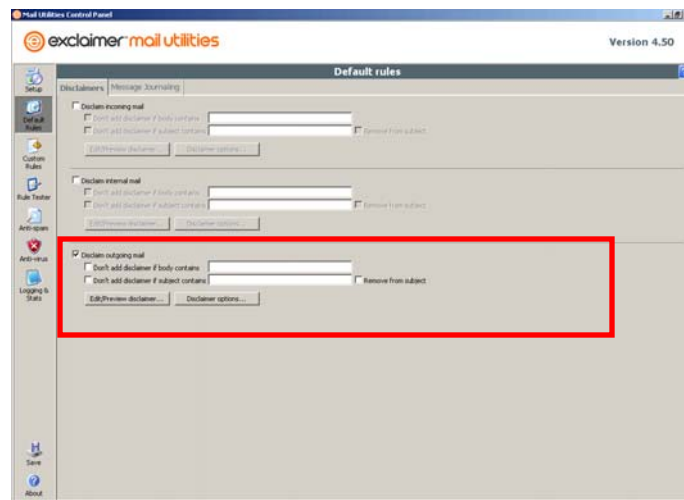 Mail Utilities Control Panel
exclaimer mail utilities
Version 4.50
Default rules
Disclaimers Message Journaling
Setup
Default Rules
Custom Rules
Rule Tester
Anti-spam
Anti-virus
Logging & Stats
Save
About
Disclaim incoming mail
Don't add disclaimer if body contains
Don't add disclaimer if subject contains Remove from subject
Edit/Preview disclaimer... Disclaimer options...
Disclaim internal mail
Don't add disclaimer if body contains
Don't add disclaimer if subject contains Remove from subject
Edit/Preview disclaimer... Disclaimer options...
Disclaim outgoing mail
Don't add disclaimer if body contains
Don't add disclaimer if subject contains Remove from subject
Edit/Preview disclaimer... Disclaimer options...